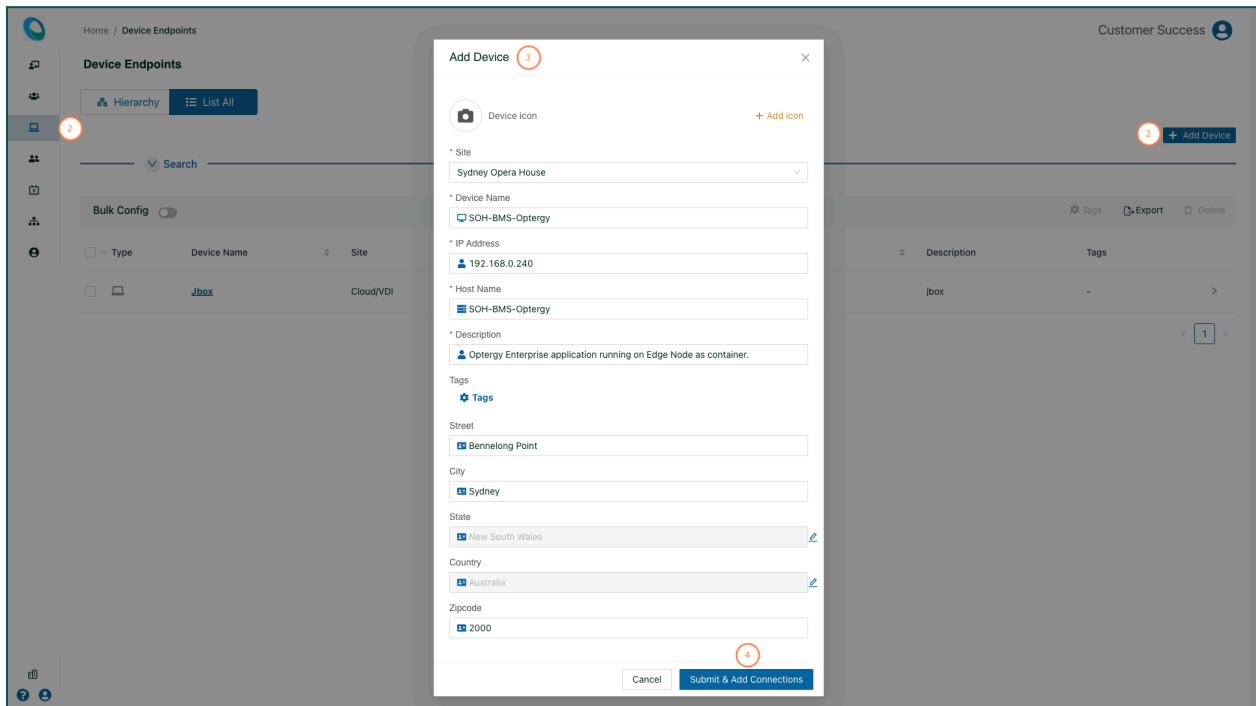 Home / Device Endpoints
Customer Success
Device Endpoints
Hierarchy
List All
2
2
+ Add Device
Search
Bulk Config
Tags
Export
Delete
Type
Device Name
Site
Description
Tags
Jbox
Cloud/VDI
jbox
-
>
< 1 >
Add Device 3
Device icon
+ Add icon
* Site
Sydney Opera House
* Device Name
SOH-BMS-Optergy
* IP Address
192.168.0.240
* Host Name
SOH-BMS-Optergy
* Description
Optergy Enterprise application running on Edge Node as container.
Tags
Tags
Street
Bennelong Point
City
Sydney
State
New South Wales
Country
Australia
Zipcode
2000
4
Cancel
Submit & Add Connections